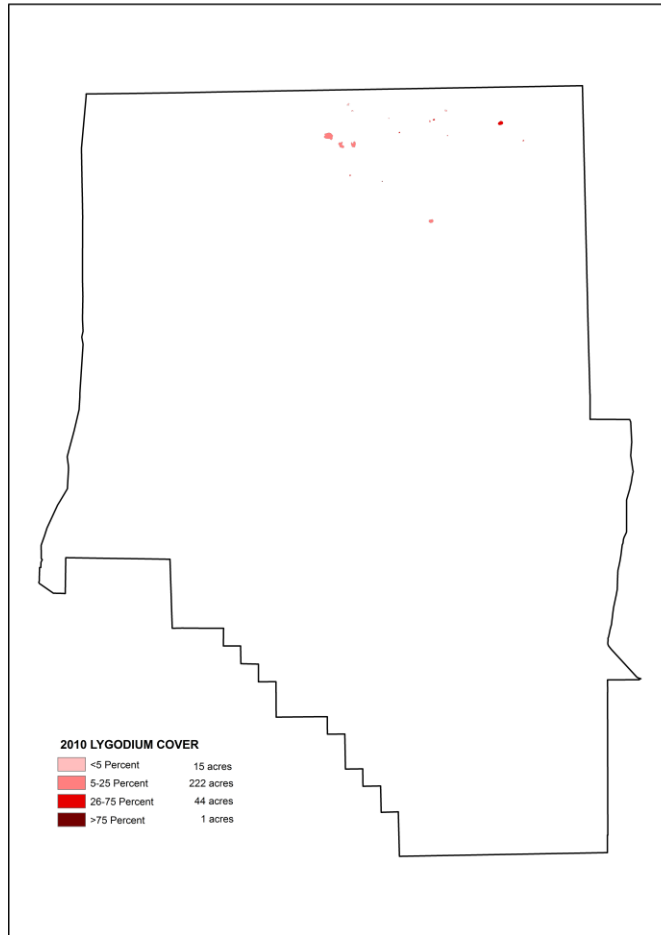 2010 LYGODIUM COVER
<5 Percent 15 acres
5-25 Percent 222 acres
26-75 Percent 44 acres
>75 Percent 1 acres